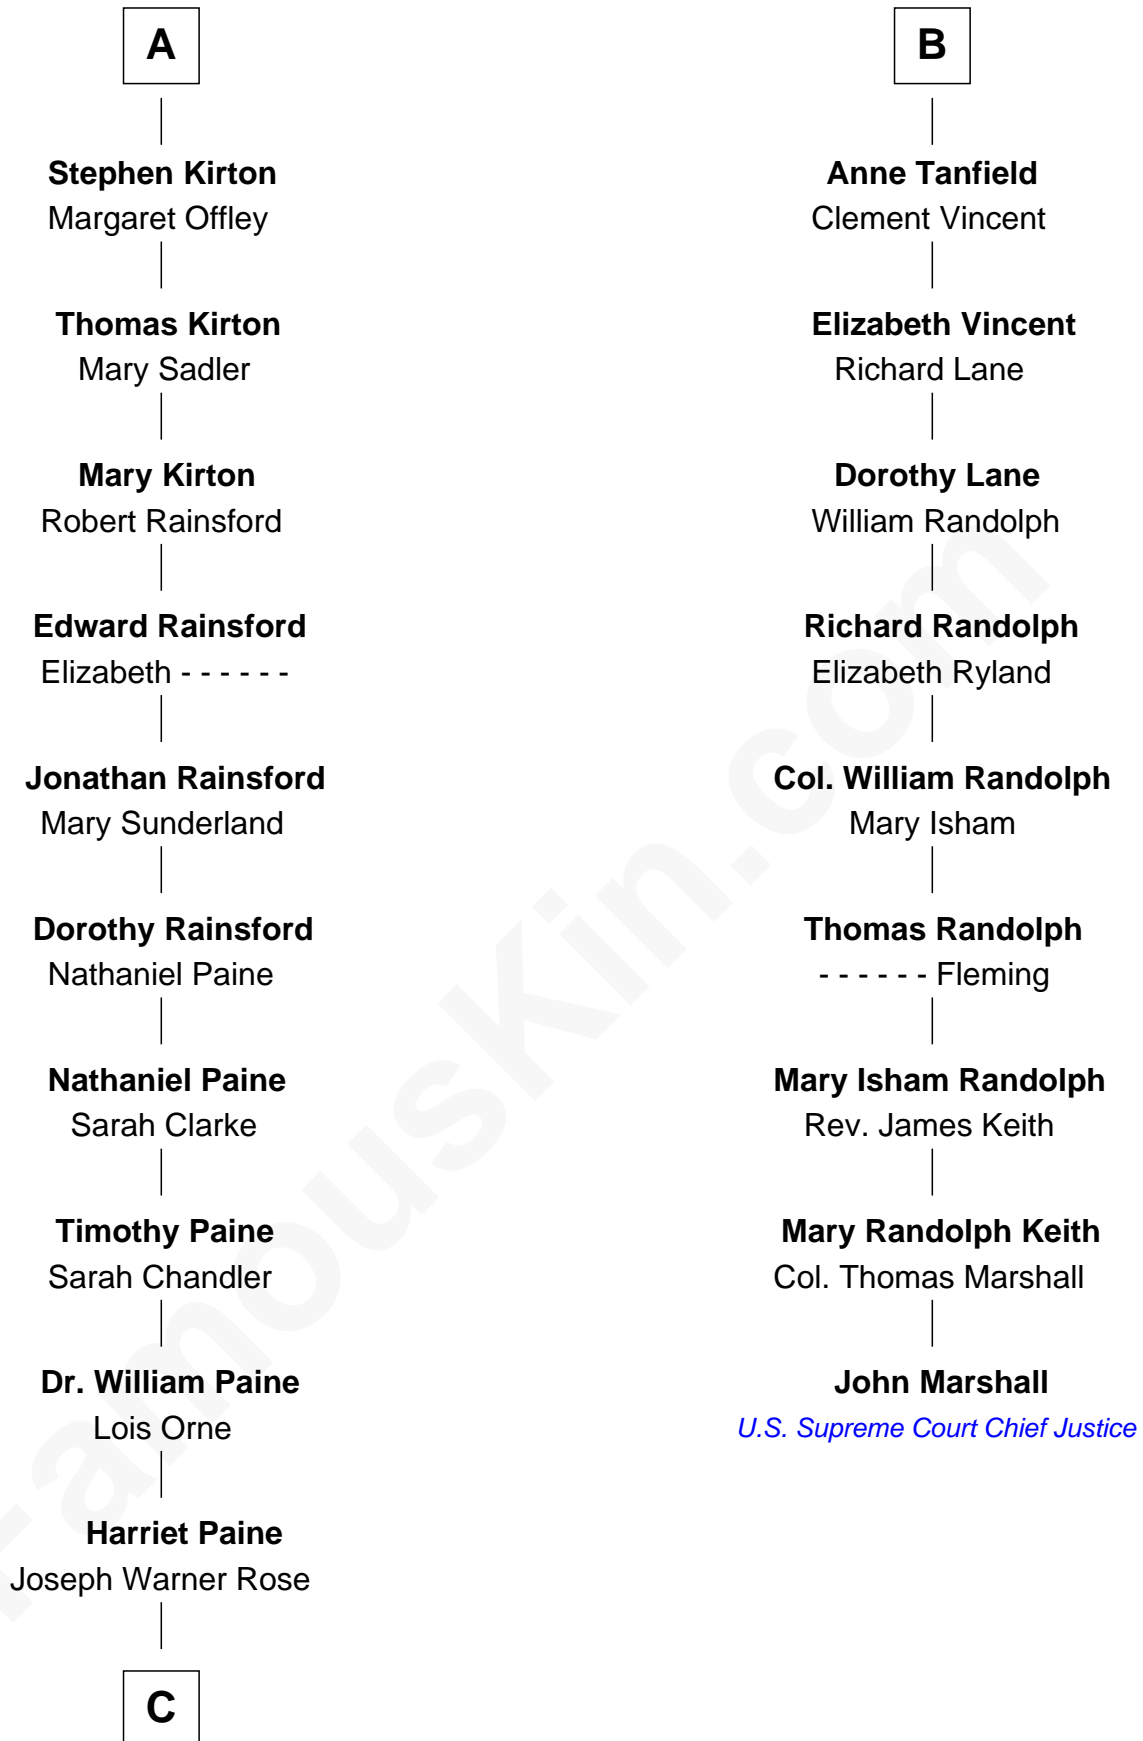 A
Stephen Kirton
Margaret Offley
Thomas Kirton
Mary Sadler
Mary Kirton
Robert Rainsford
Edward Rainsford
Elizabeth - - - - - -
Jonathan Rainsford
Mary Sunderland
Dorothy Rainsford
Nathaniel Paine
Nathaniel Paine
Sarah Clarke
Timothy Paine
Sarah Chandler
Dr. William Paine
Lois Orne
Harriet Paine
Joseph Warner Rose
C
B
Anne Tanfield
Clement Vincent
Elizabeth Vincent
Richard Lane
Dorothy Lane
William Randolph
Richard Randolph
Elizabeth Ryland
Col. William Randolph
Mary Isham
Thomas Randolph
- - - - - - Fleming
Mary Isham Randolph
Rev. James Keith
Mary Randolph Keith
Col. Thomas Marshall
John Marshall
U.S. Supreme Court Chief Justice
FamousKin.com